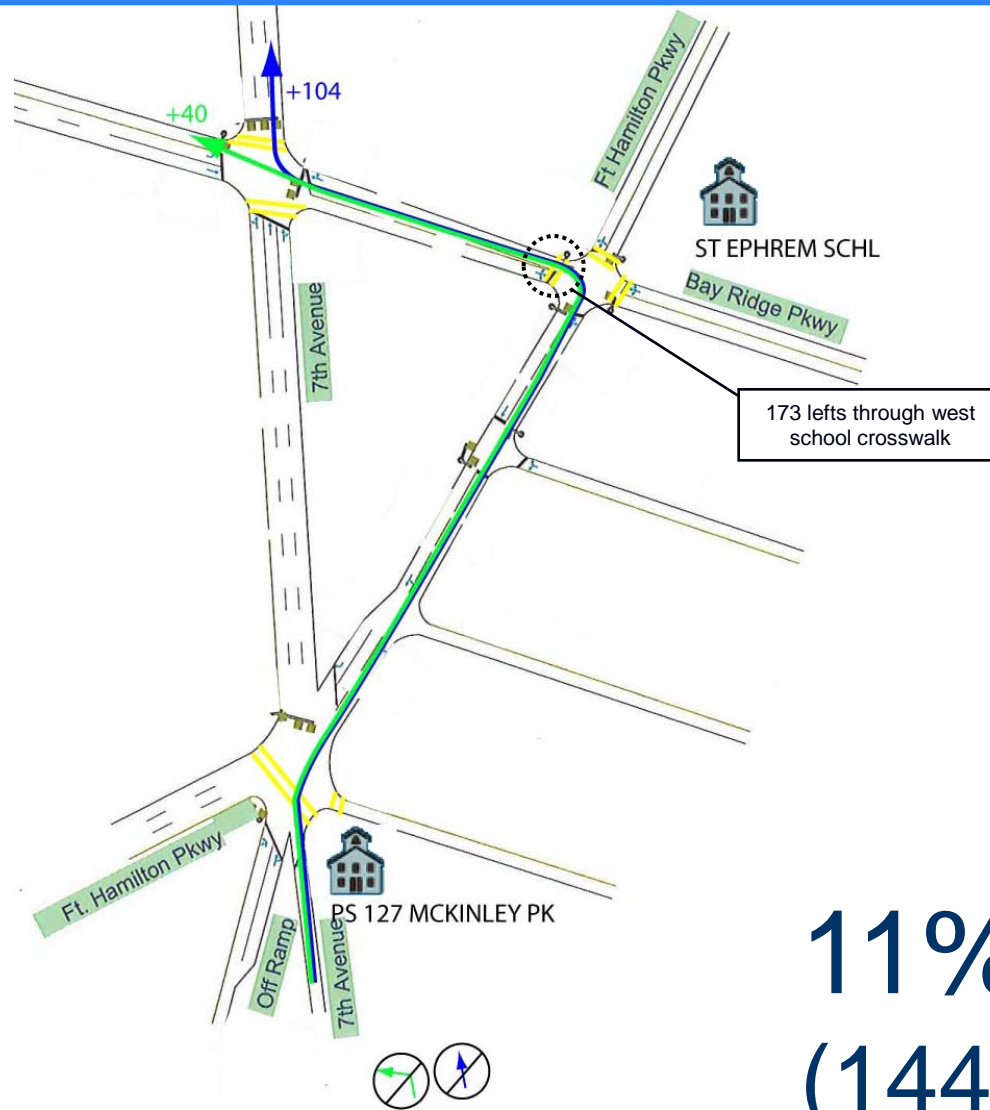 +104
+40
Ft Hamilton Pkwy
ST EPHREM SCHL
Bay Ridge Pkwy
7th Avenue
173 lefts through west
school crosswalk
Ft. Hamilton Pkwy
PS 127 MCKINLEY PK
Off Ramp
7th Avenue
11%
(144